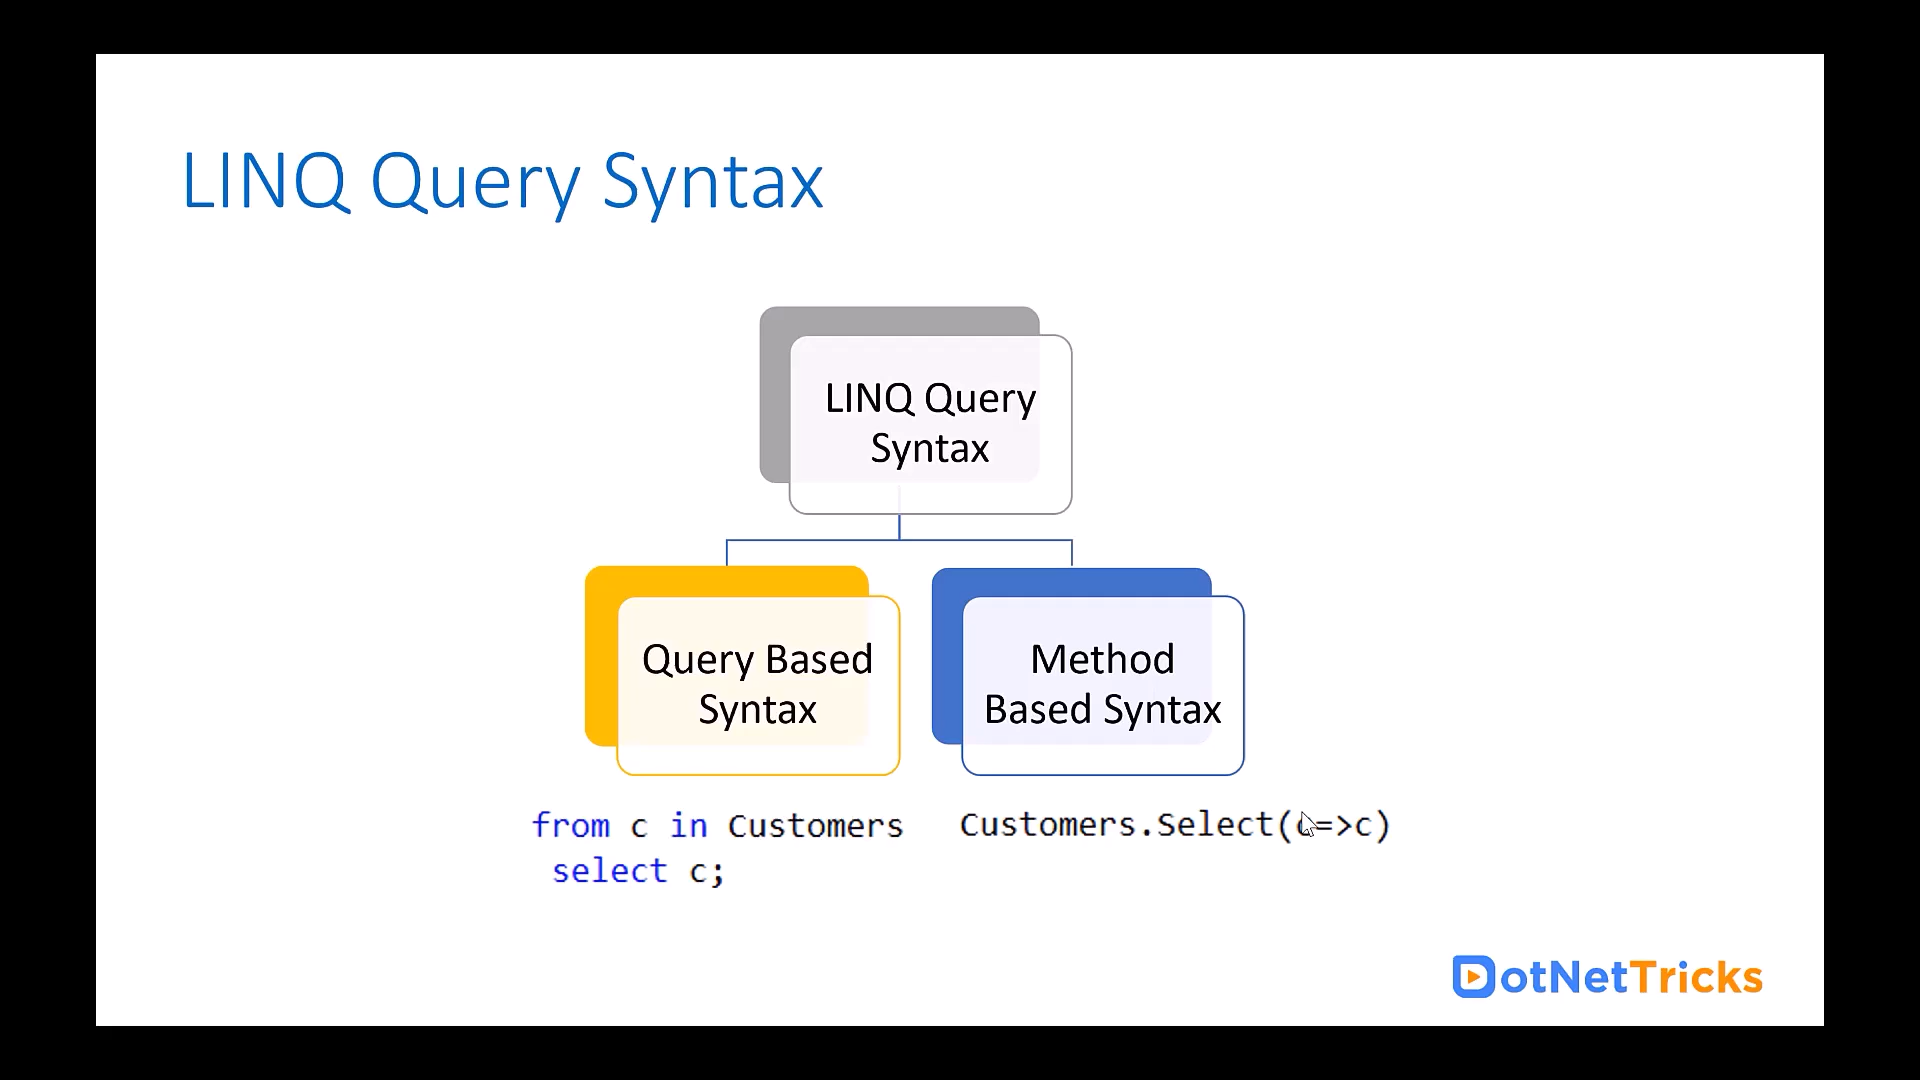 LINQ Query Syntax
LINQ Query
Syntax
Query Based
Syntax
Method
Based Syntax
from c in Customers
select c;
Customers.Select(c=>c)
DotNetTricks